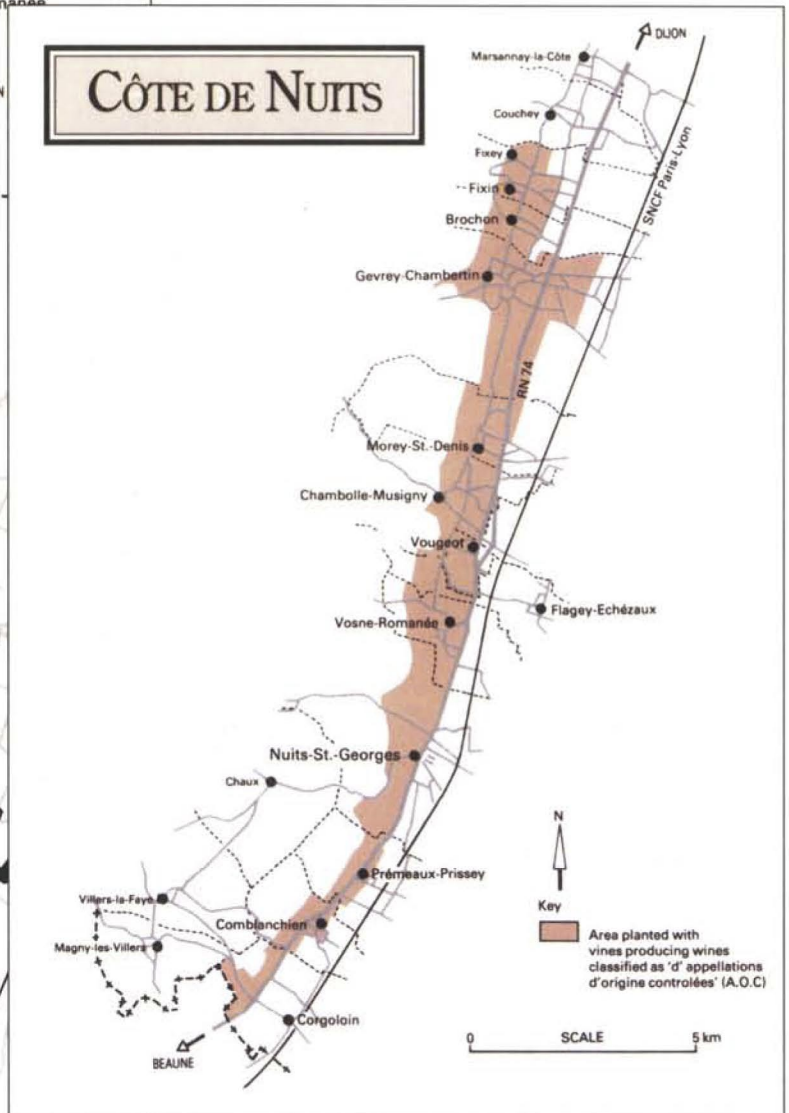 CÔTE DE NUITS
DIJON
Marsannay-la-Côte
Couchey
Fixey
Fixin
Brochon
SNCF Paris-Lyon
Gevrey-Chambertin
RN 74
Morey-St.-Denis
Chambolle-Musigny
Vougeot
Flagey-Echézaux
Vosne-Romanée
Nuits-St.-Georges
Chaux
Prémeaux-Prissey
Villers-la-Faye
Comblanchien
Magny-les-Villers
Corgoloin
BEAUNE
N
Key
Area planted with
vines producing wines
classified as 'd' appellations
d'origine controlées' (A.O.C)
0 SCALE 5 km